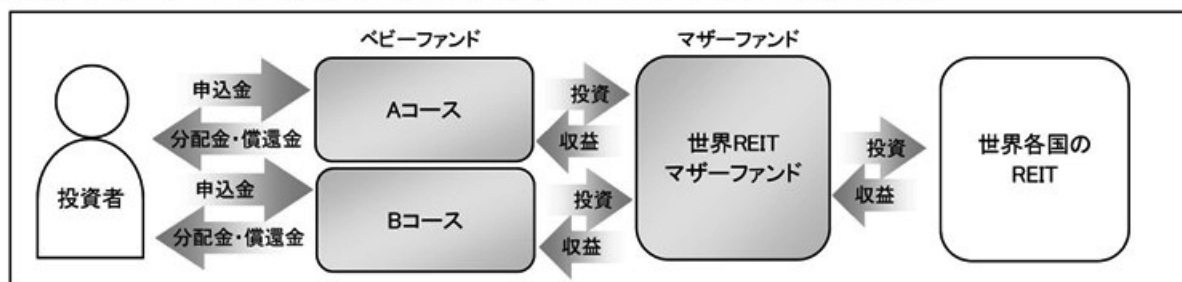 ベビーファンド
マザーファンド
申込金
分配金・償還金
申込金
分配金・償還金
投資者
Aコース
Bコース
投資
収益
投資
収益
世界REIT
マザーファンド
投資
収益
世界各国の
REIT